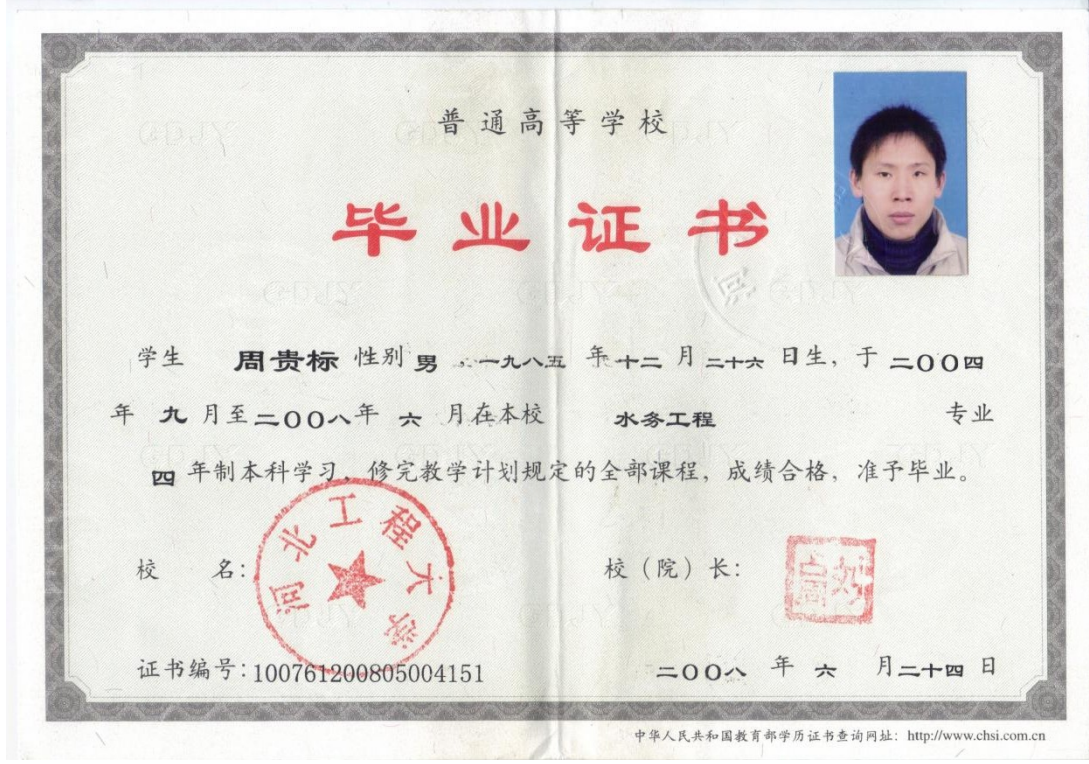 普通高等学校
毕业证书
学生 周贵标 性别 男 ,一九八五 年 十二 月 二十六 日生,于 二〇〇四
年 九 月至 二〇〇八 年 六 月在本校 水务工程 专业
四 年制本科学习,修完教学计划规定的全部课程,成绩合格,准予毕业。
河北工程大学
校 名: 校(院)长:
证书编号:100761200805004151 二〇〇八 年 六 月 二十四 日
中华人民共和国教育部学历证书查询网址:http://www.chsi.com.cn